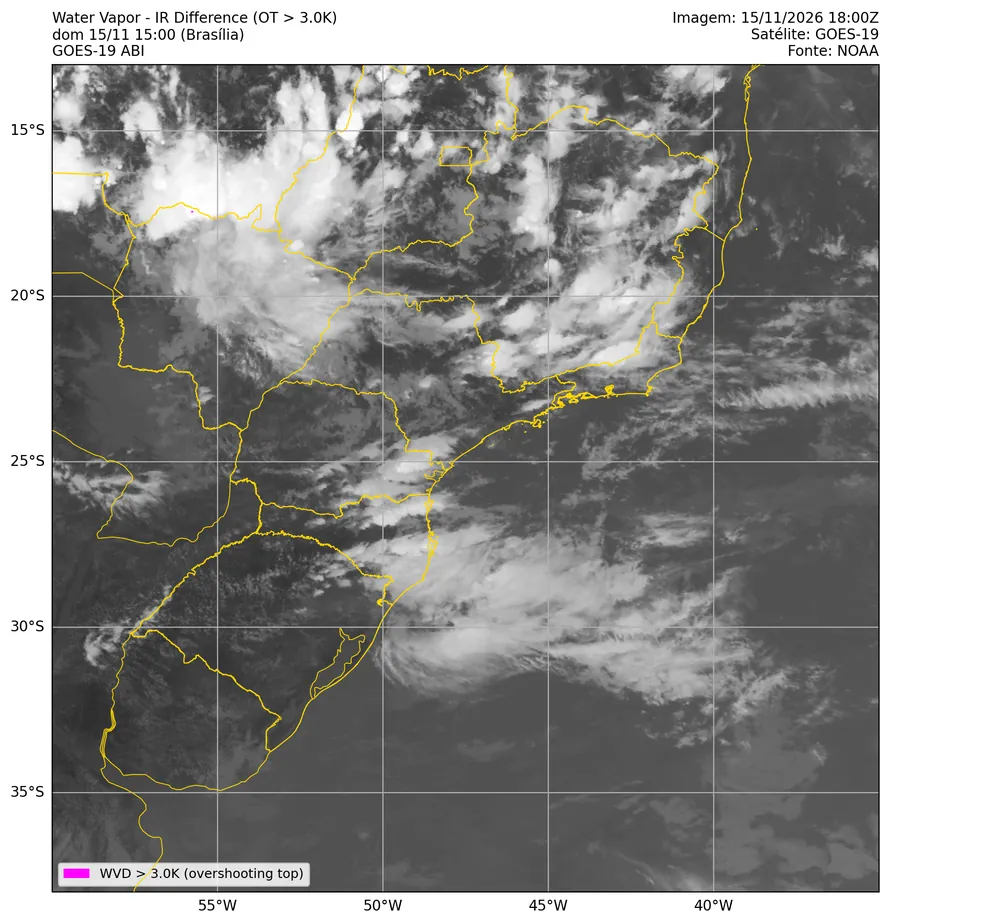 Water Vapor - IR Difference (OT > 3.0K)
dom 15/11 15:00 (Brasília)
GOES-19 ABI
Imagem: 15/11/2026 18:00Z
Satélite: GOES-19
Fonte: NOAA
15°S
20°S
25°S
30°S
35°S
WVD > 3.0K (overshooting top)
55°W
50°W
45°W
40°W